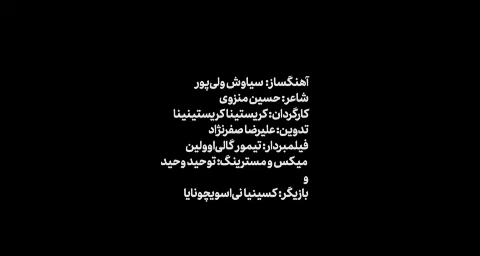 آهنگساز: سیاوش ولی‌پور
شاعر: حسین منزوی
کارگردان: کریستینا کریستینینا
تدوین: علیرضا صفرنژاد
فیلمبردار: تیمور گالی‌اوولین
میکس و مسترینگ: توحید وحید
و
بازیگر: کسینیا نی‌اسویچونایا